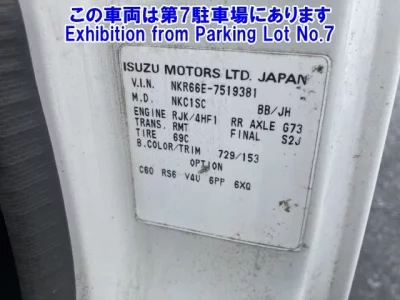 この車両は第7駐車場にあります
Exhibition from Parking Lot No.7
ISUZU MOTORS LTD. JAPAN
V.I.N. NKR66E-7519381
M.D. NKC1SC BB/JH
ENGINE RJK/4HF1 RR AXLE G73
TRANS. RMT FINAL S2J
TIRE 69C
B.COLOR/TRIM 729/153
OPTION
C60 RS6 V4U 6PF 6XQ